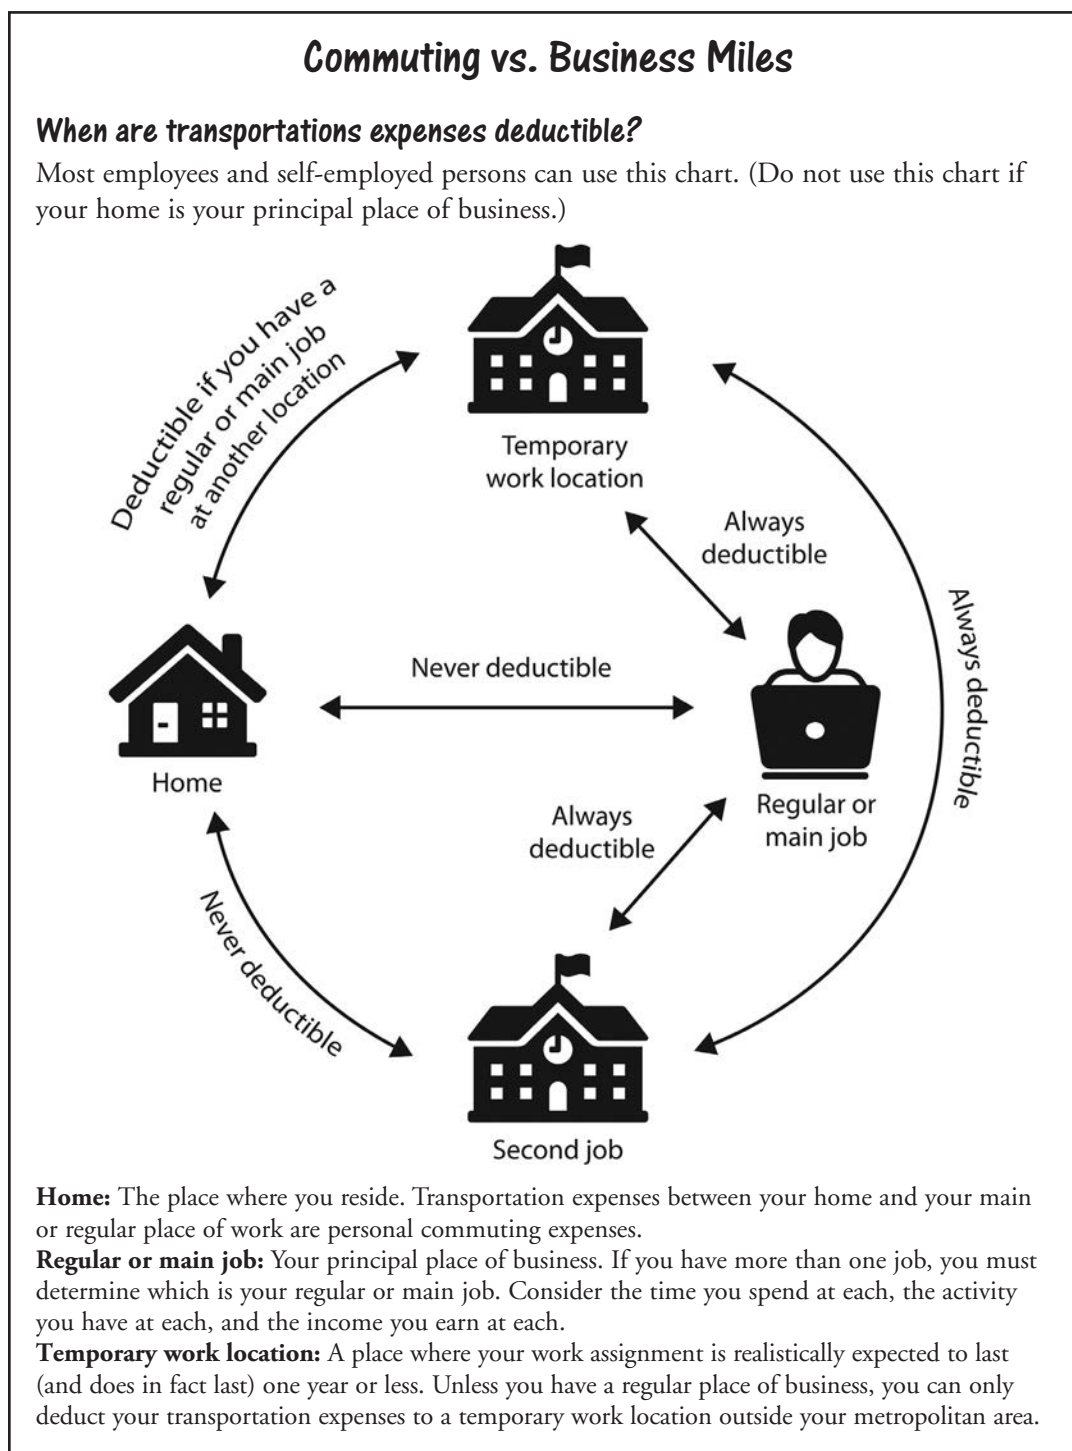 Commuting vs. Business Miles
When are transportations expenses deductible?
Most employees and self-employed persons can use this chart. (Do not use this chart if
your home is your principal place of business.)
Deductible if you have a
regular or main job
at another location
Temporary
work location
Always
deductible
Always deductible
Never deductible
Home
Regular or
main job
Always
deductible
Never deductible
Second job
Home: The place where you reside. Transportation expenses between your home and your main
or regular place of work are personal commuting expenses.
Regular or main job: Your principal place of business. If you have more than one job, you must
determine which is your regular or main job. Consider the time you spend at each, the activity
you have at each, and the income you earn at each.
Temporary work location: A place where your work assignment is realistically expected to last
(and does in fact last) one year or less. Unless you have a regular place of business, you can only
deduct your transportation expenses to a temporary work location outside your metropolitan area.